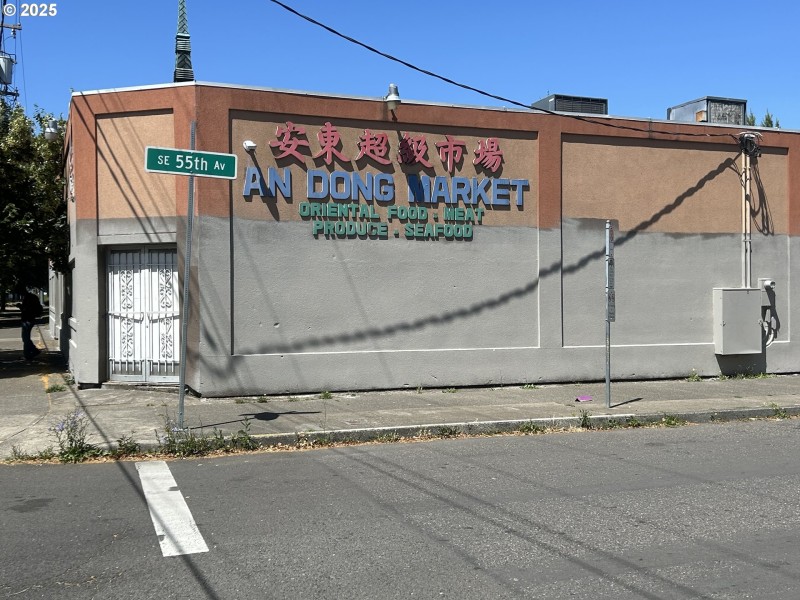 © 2025
SE 55th AV
安東超級市場
AN DONG MARKET
ORIENTAL FOOD . MEAT
PRODUCE . SEAFOOD